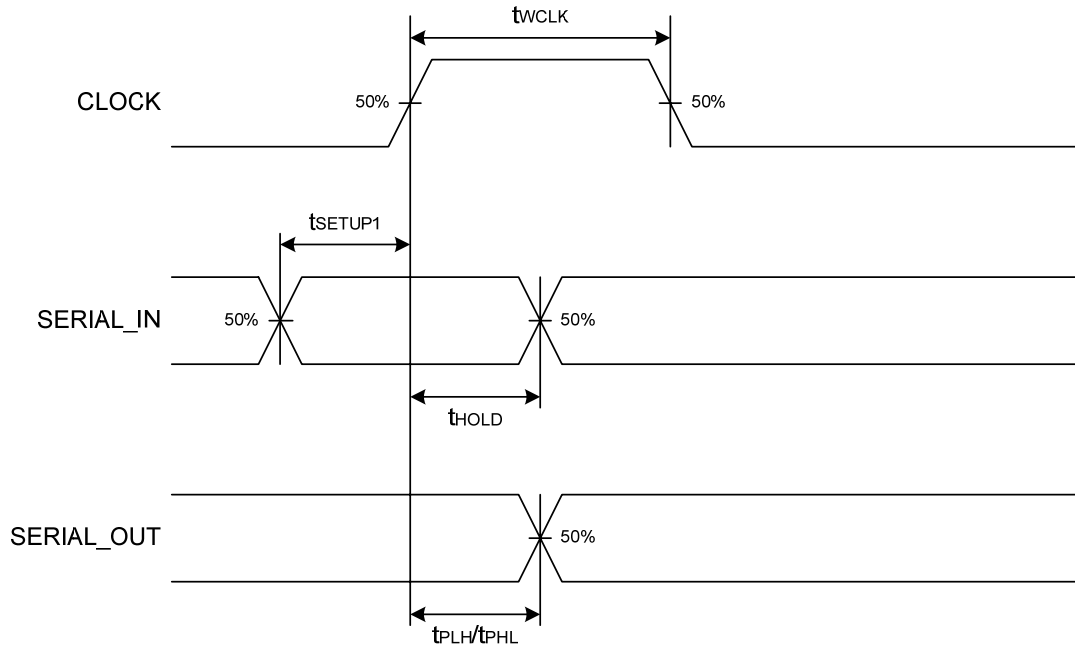 tWCLK
CLOCK
50%
50%
tSETUP1
SERIAL_IN
50%
50%
tHOLD
SERIAL_OUT
50%
tPLH/tPHL